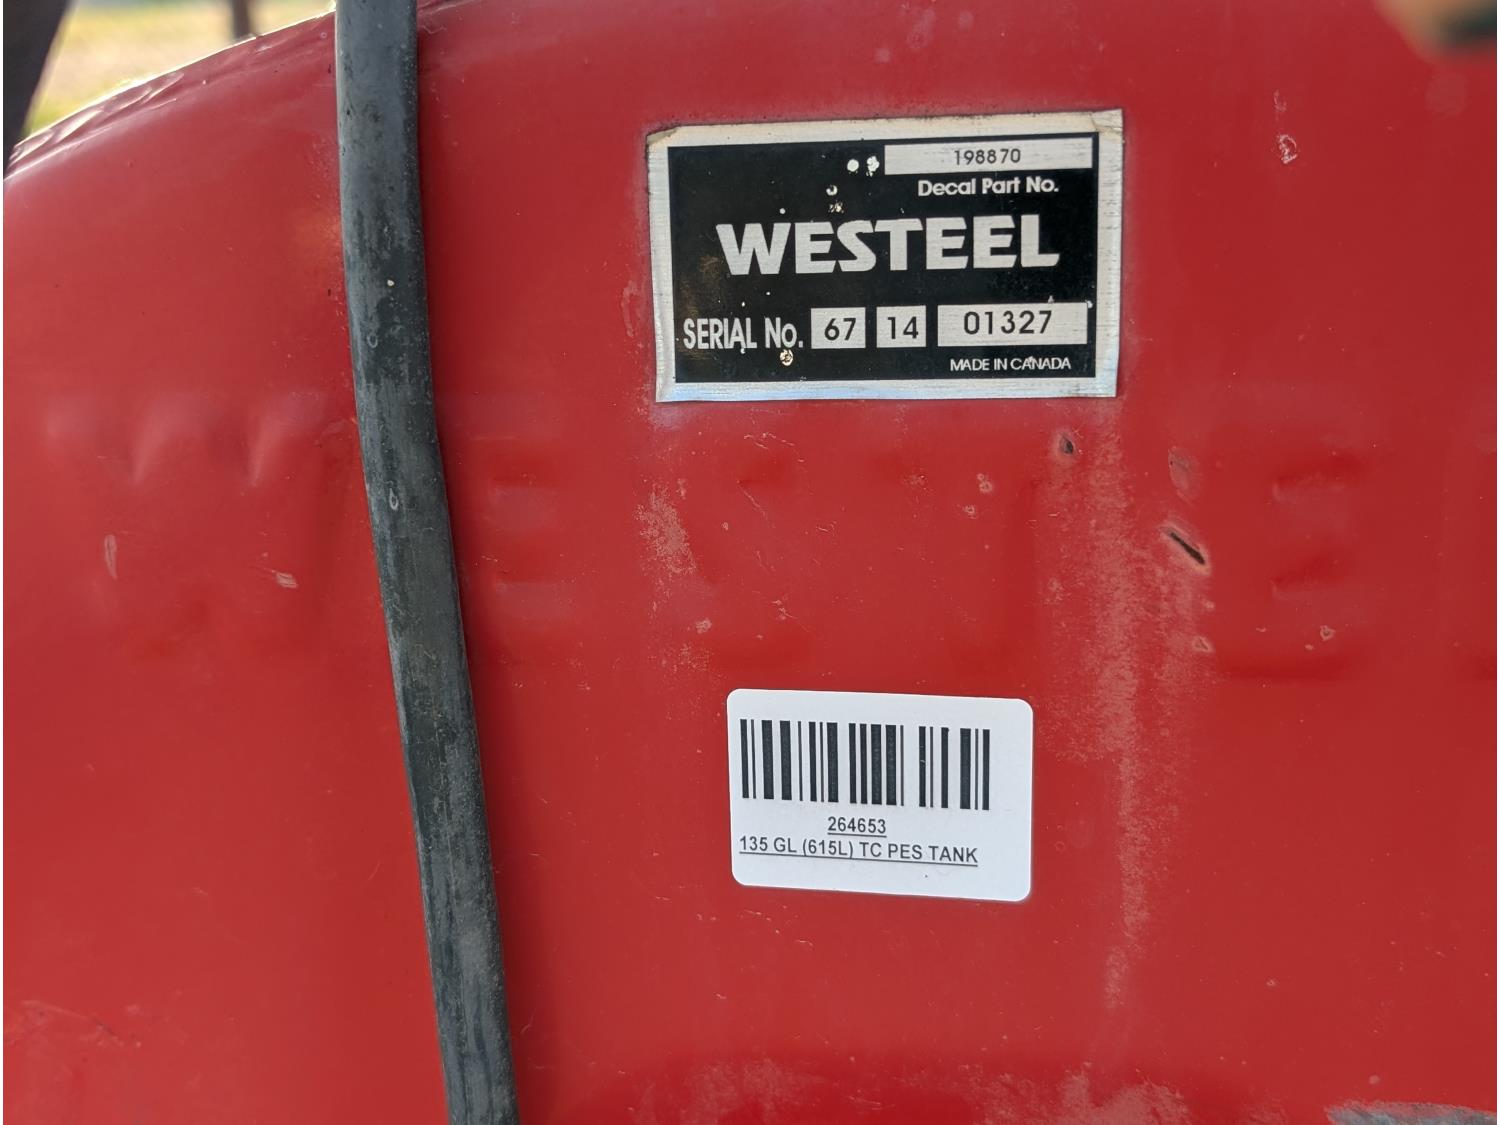 198870
Decal Part No.
WESTEEL
SERIAL No. 67 14 01327
MADE IN CANADA
WESTEEL
264653
135 GL (615L) TC PES TANK